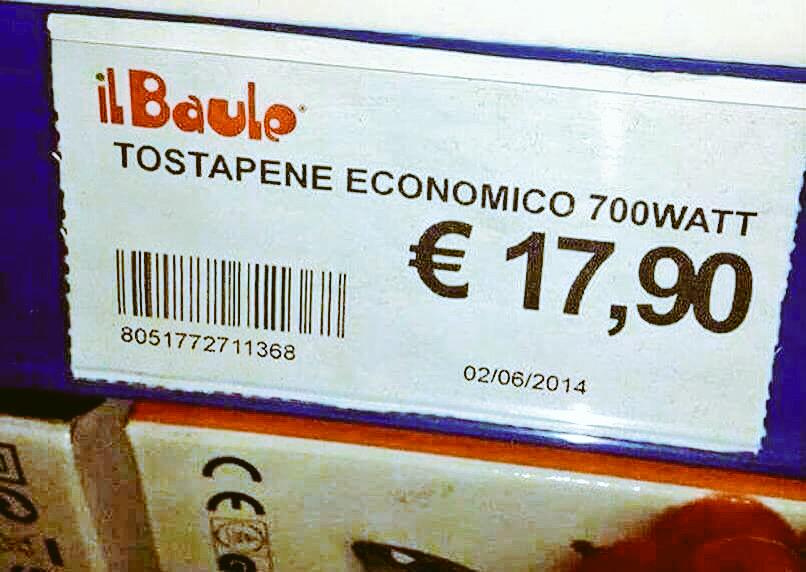 ilBaule
TOSTAPENE ECONOMICO 700WATT
€ 17,90
8051772711368
02/06/2014
CE